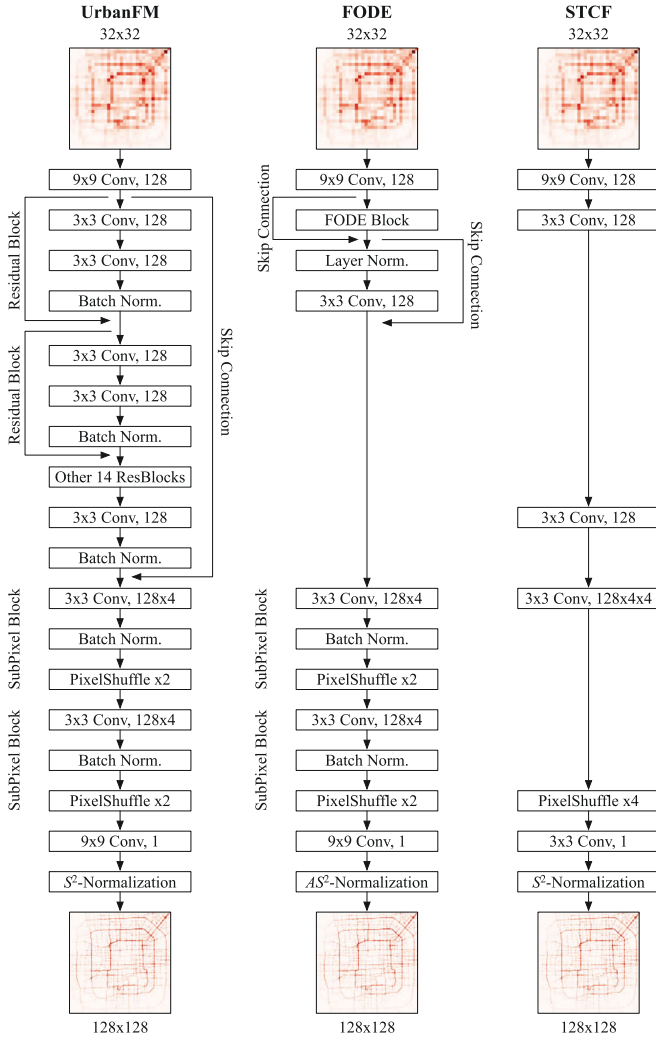 UrbanFM
32x32
9x9 Conv, 128
3x3 Conv, 128
3x3 Conv, 128
Batch Norm.
Residual Block
3x3 Conv, 128
3x3 Conv, 128
Batch Norm.
Residual Block
Other 14 ResBlocks
3x3 Conv, 128
Batch Norm.
Skip Connection
3x3 Conv, 128x4
Batch Norm.
PixelShuffle x2
SubPixel Block
3x3 Conv, 128x4
Batch Norm.
PixelShuffle x2
SubPixel Block
9x9 Conv, 1
S²-Normalization
128x128
FODE
32x32
9x9 Conv, 128
FODE Block
Skip Connection
Layer Norm.
3x3 Conv, 128
Skip Connection
3x3 Conv, 128x4
Batch Norm.
PixelShuffle x2
SubPixel Block
3x3 Conv, 128x4
Batch Norm.
PixelShuffle x2
SubPixel Block
9x9 Conv, 1
AS²-Normalization
128x128
STCF
32x32
9x9 Conv, 128
3x3 Conv, 128
3x3 Conv, 128
3x3 Conv, 128x4x4
PixelShuffle x4
3x3 Conv, 1
S²-Normalization
128x128